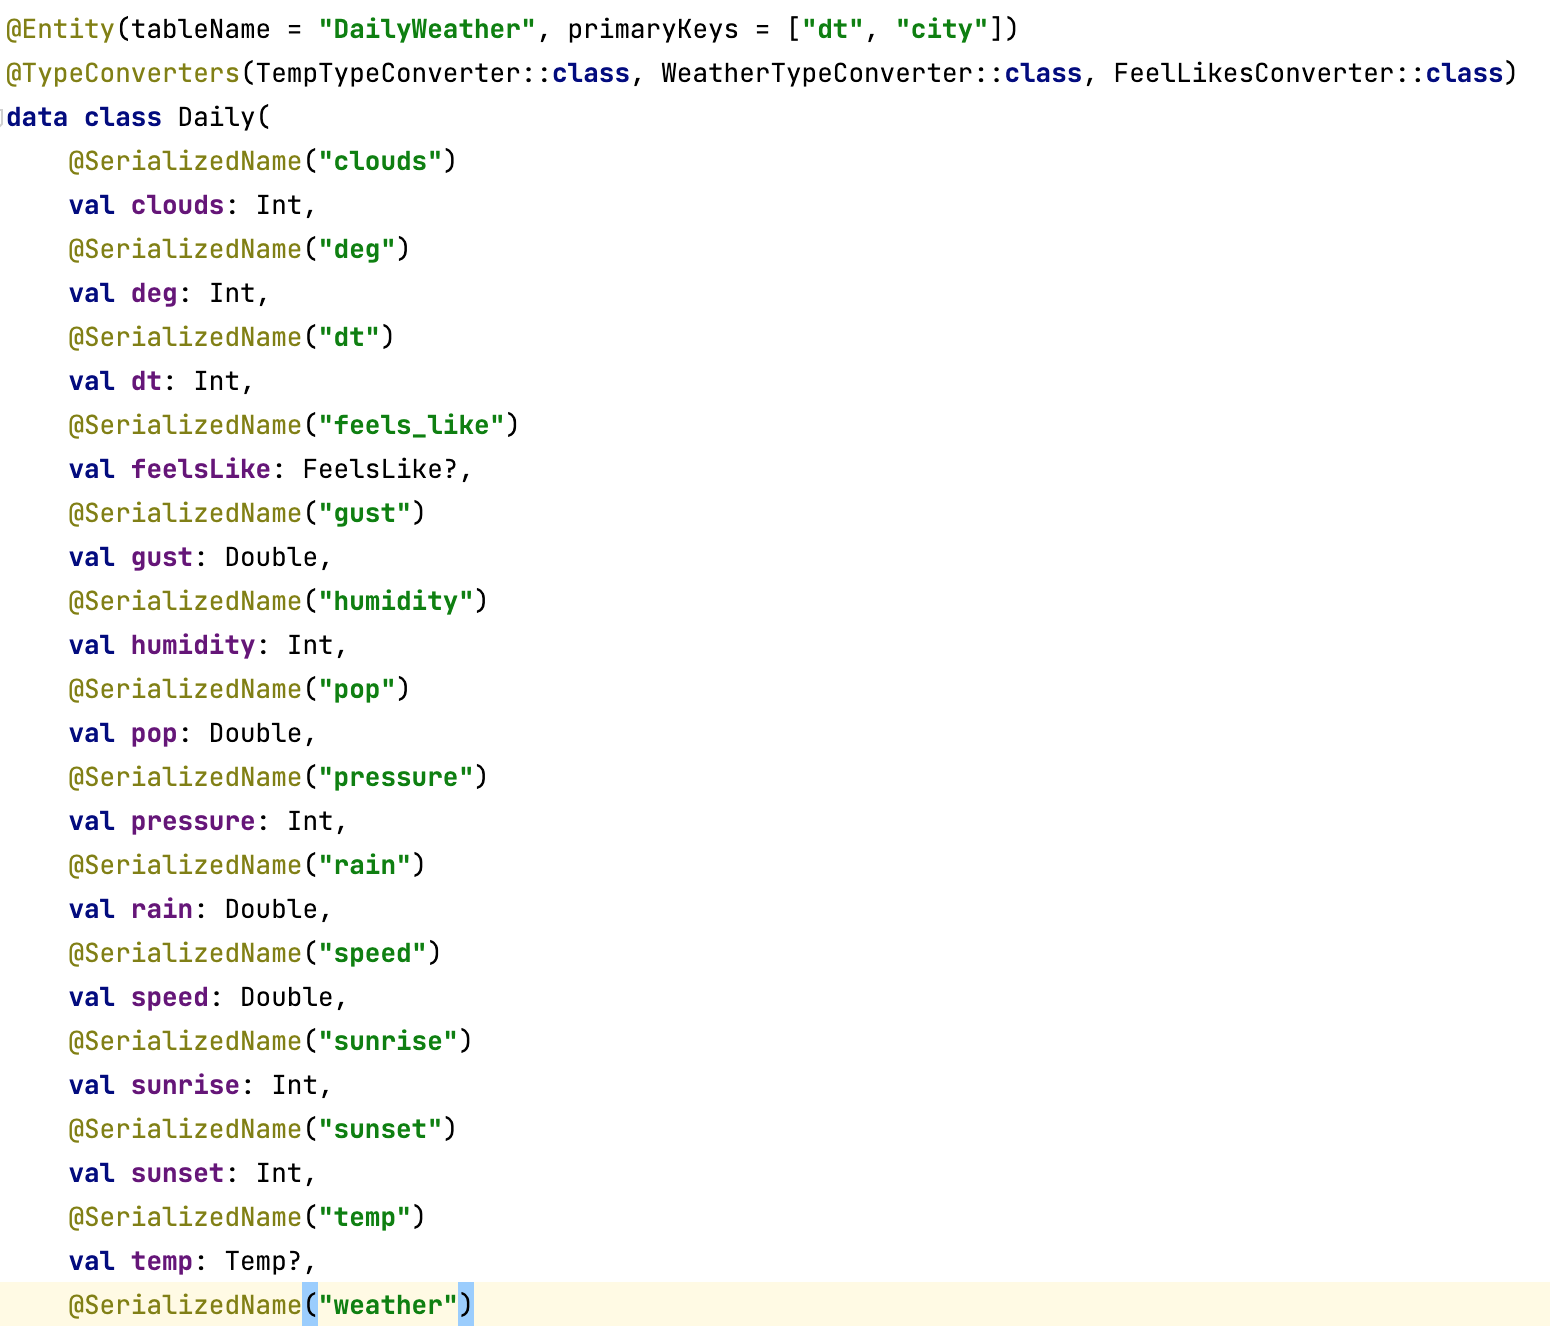 @Entity(tableName = "DailyWeather", primaryKeys = ["dt", "city"])
@TypeConverters(TempTypeConverter::class, WeatherTypeConverter::class, FeelLikesConverter::class)
data class Daily(
    @SerializedName("clouds")
    val clouds: Int,
    @SerializedName("deg")
    val deg: Int,
    @SerializedName("dt")
    val dt: Int,
    @SerializedName("feels_like")
    val feelsLike: FeelsLike?,
    @SerializedName("gust")
    val gust: Double,
    @SerializedName("humidity")
    val humidity: Int,
    @SerializedName("pop")
    val pop: Double,
    @SerializedName("pressure")
    val pressure: Int,
    @SerializedName("rain")
    val rain: Double,
    @SerializedName("speed")
    val speed: Double,
    @SerializedName("sunrise")
    val sunrise: Int,
    @SerializedName("sunset")
    val sunset: Int,
    @SerializedName("temp")
    val temp: Temp?,
    @SerializedName("weather")